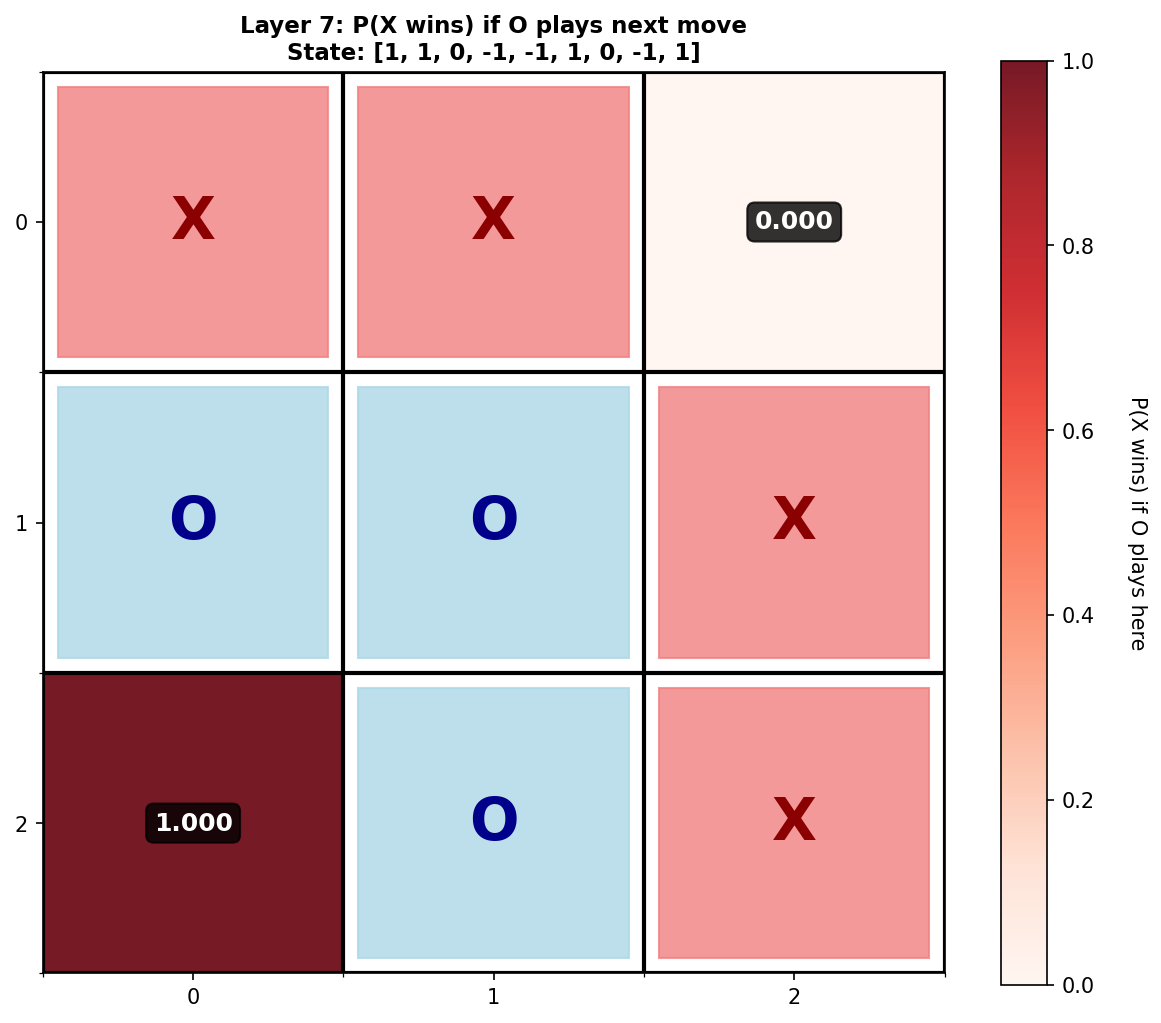 Layer 7: P(X wins) if O plays next move
State: [1, 1, 0, -1, -1, 1, 0, -1, 1]
0
X
X
0.000
1
O
O
X
2
1.000
O
X
0
1
2
1.0
0.8
0.6
0.4
0.2
0.0
P(X wins) if O plays here